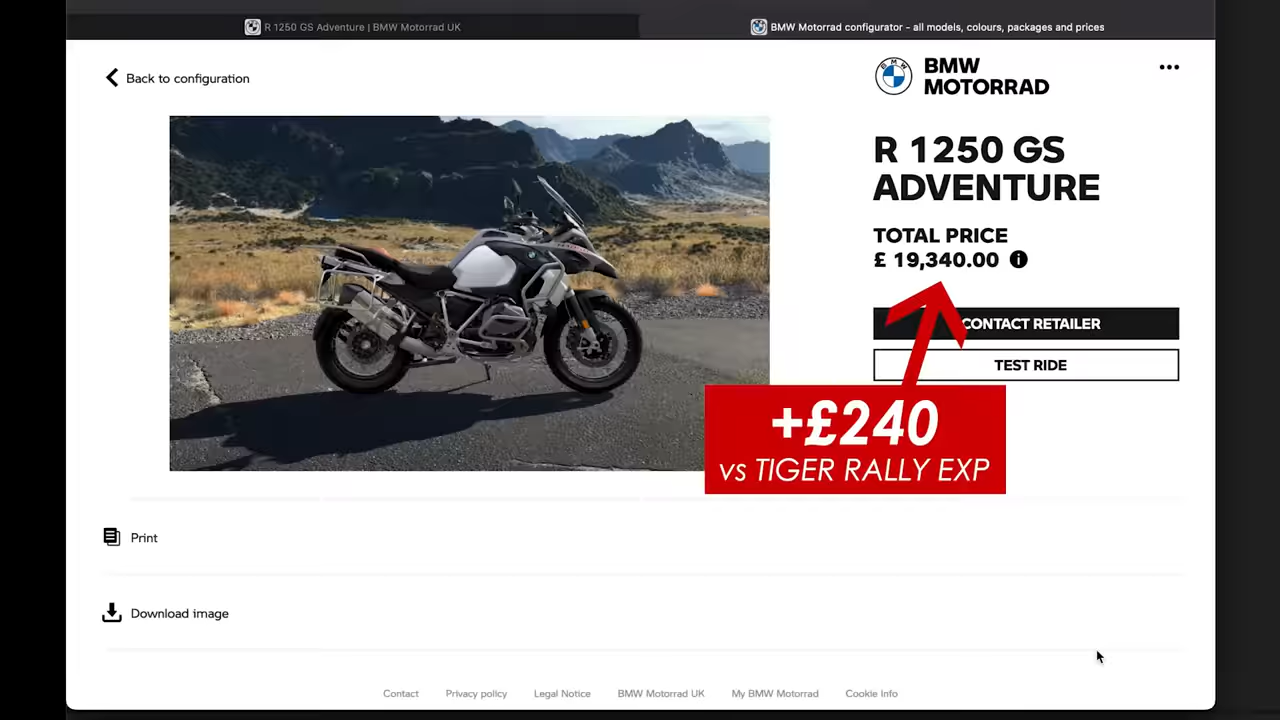 R 1250 GS Adventure | BMW Motorrad UK
BMW Motorrad configurator - all models, colours, packages and prices
Back to configuration
BMW
MOTORRAD
R 1250 GS
ADVENTURE
TOTAL PRICE
£ 19,340.00
CONTACT RETAILER
TEST RIDE
+£240
vs TIGER RALLY EXP
Print
Download image
Contact Privacy policy Legal Notice BMW Motorrad UK My BMW Motorrad Cookie Info